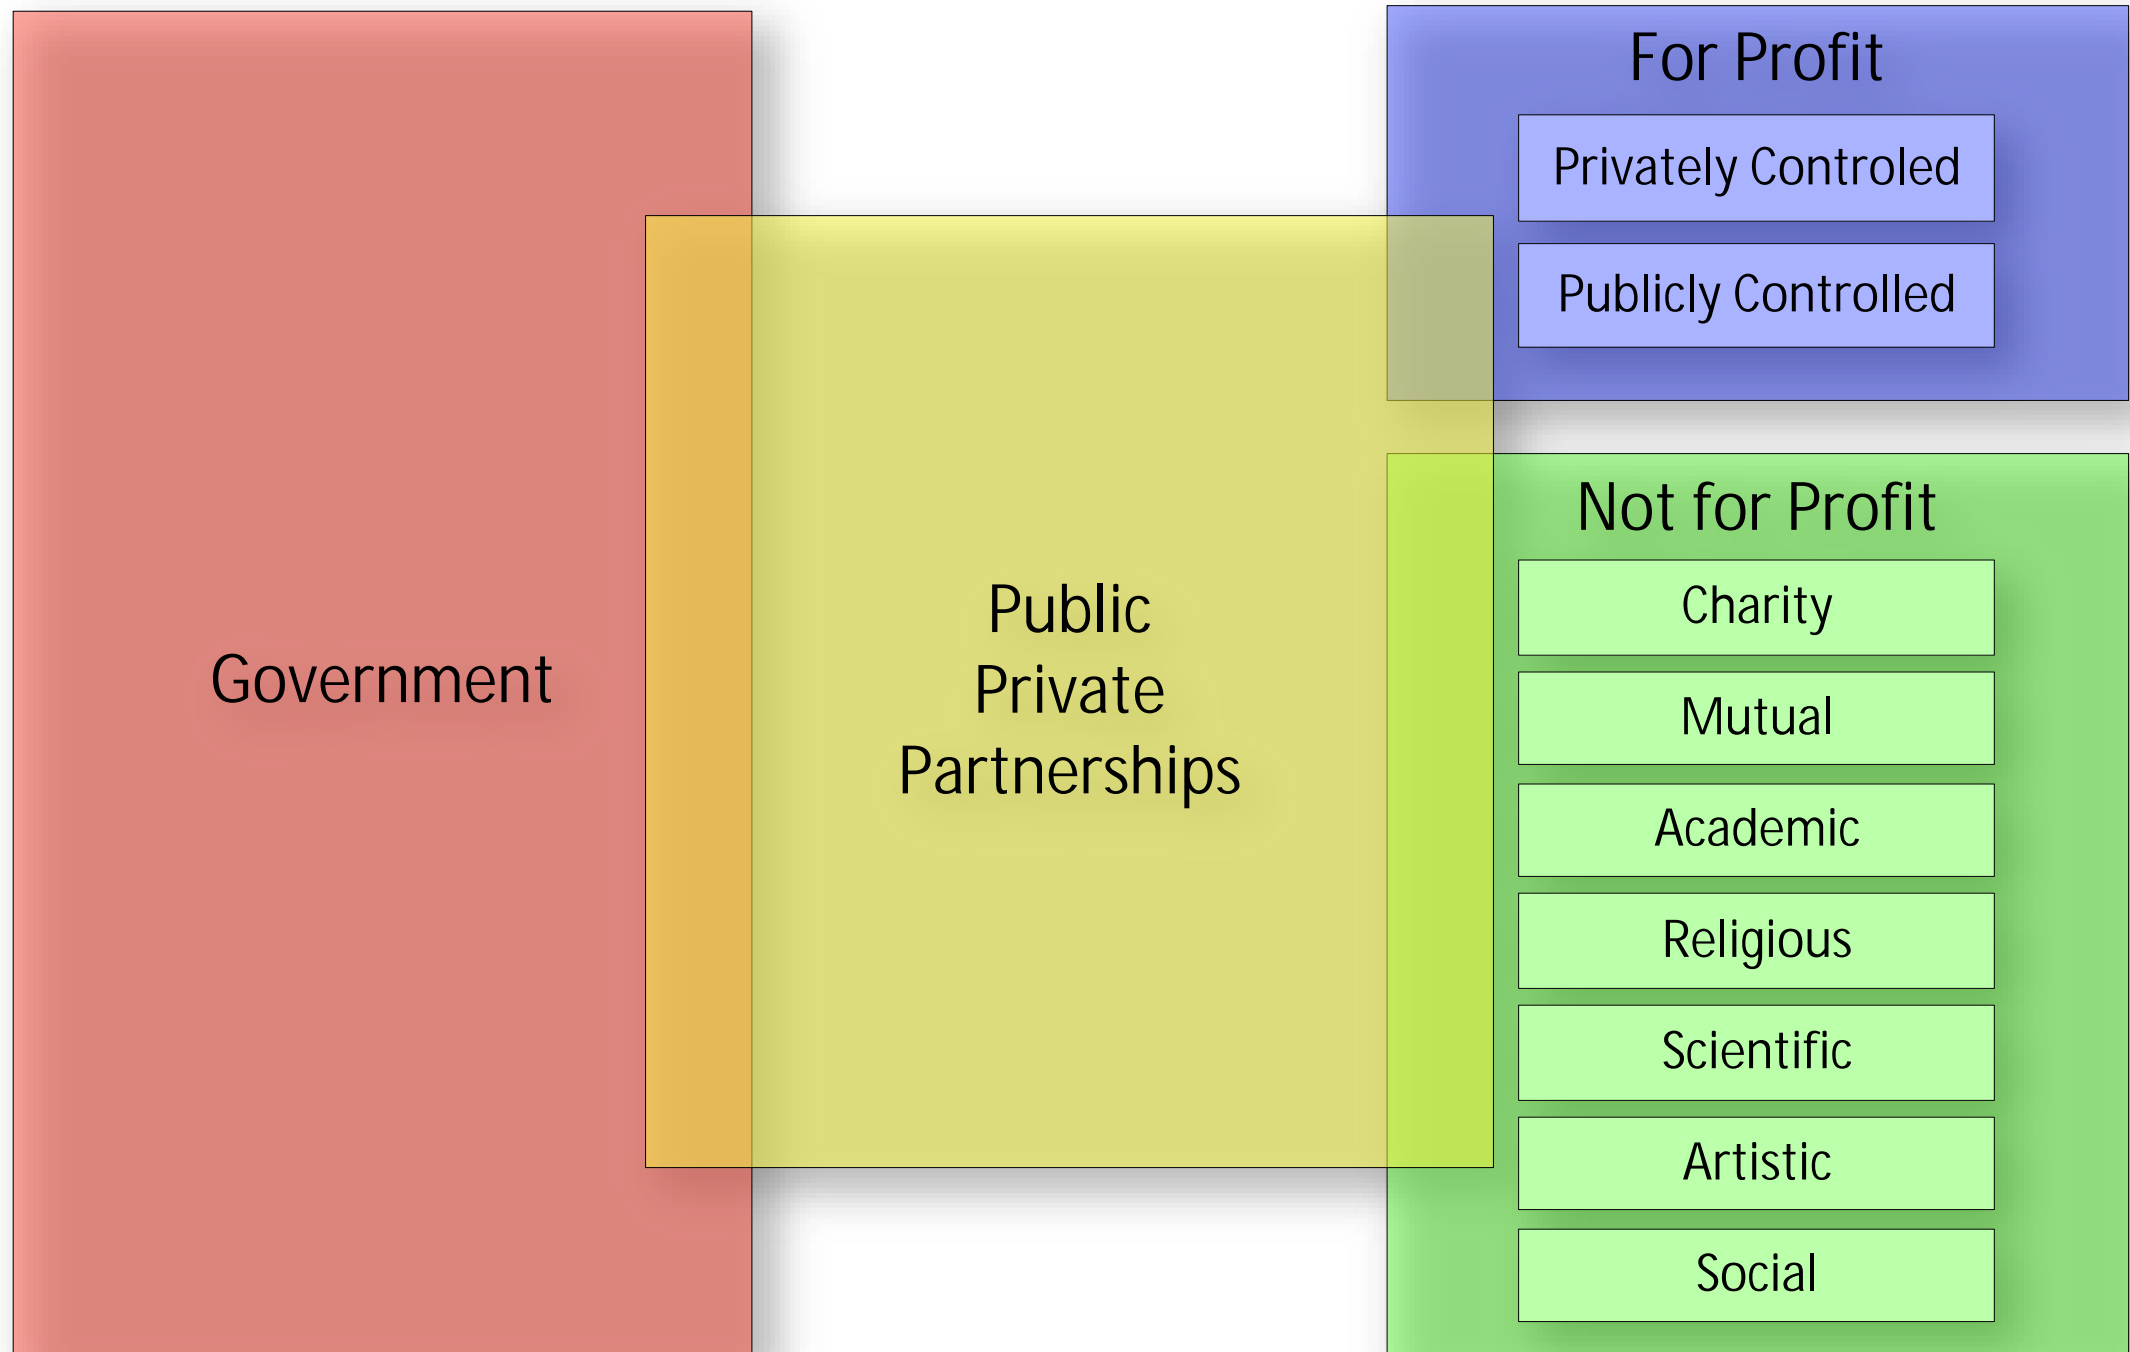 Government
Public
Private
Partnerships
For Profit
Privately Controled
Publicly Controlled
Not for Profit
Charity
Mutual
Academic
Religious
Scientific
Artistic
Social